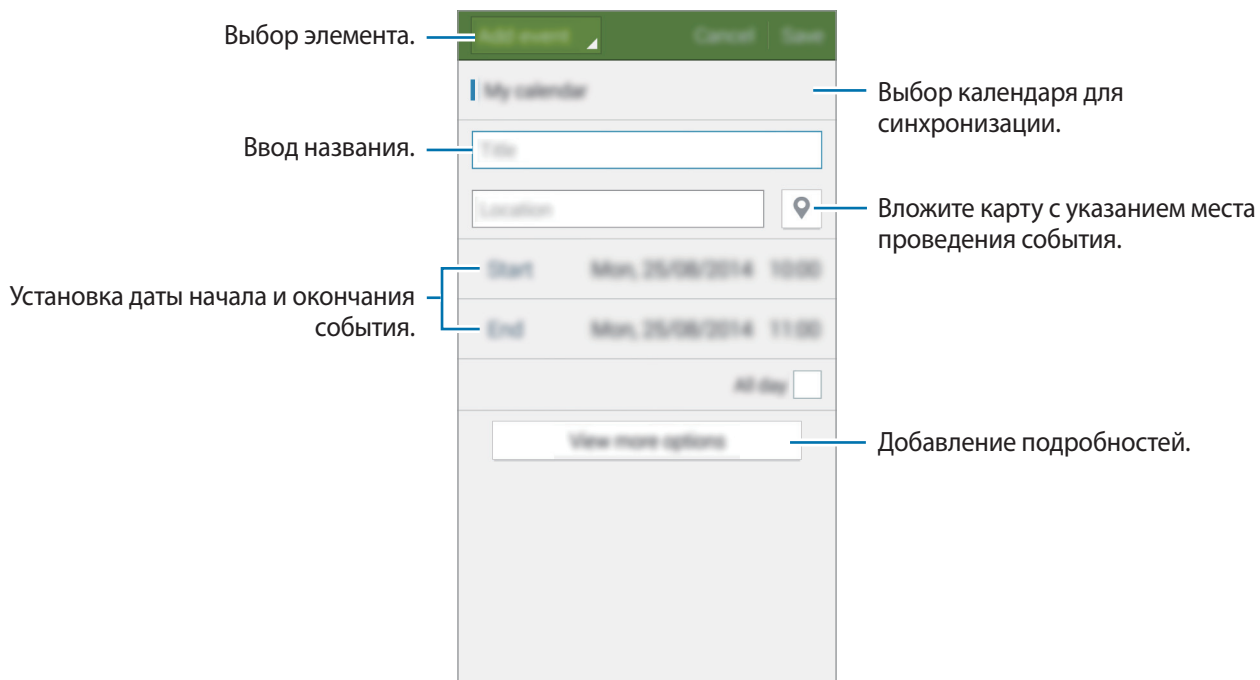 Выбор элемента.
Add event
Cancel
Save
My calendar
Выбор календаря для
синхронизации.
Ввод названия.
Title
Location
Вложите карту с указанием места
проведения события.
Start Mon, 25/08/2014 10:00
Установка даты начала и окончания
события.
End Mon, 25/08/2014 11:00
All day
View more options
Добавление подробностей.